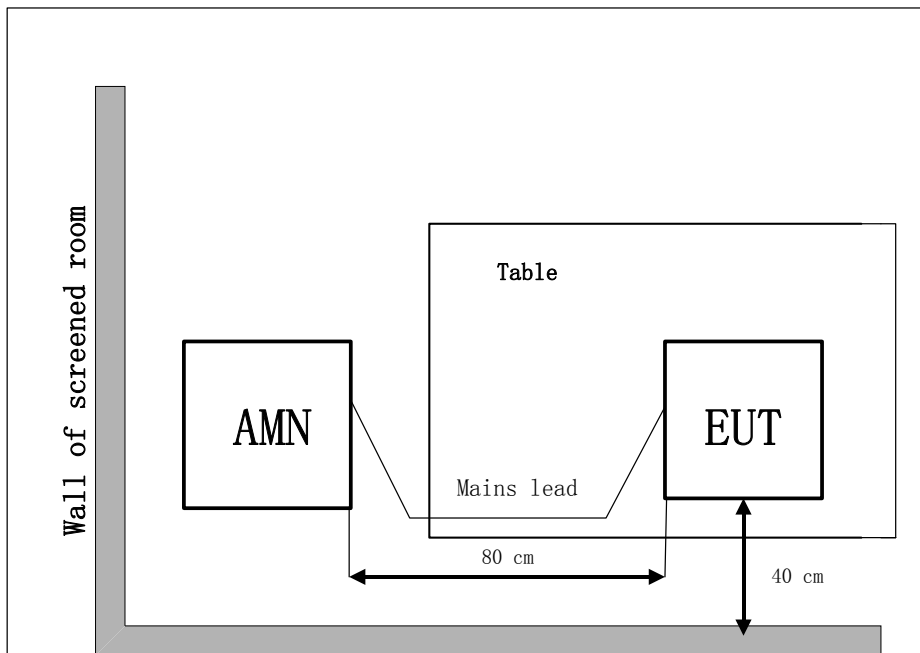 Wall of screened room
Table
AMN
EUT
Mains lead
80 cm
40 cm